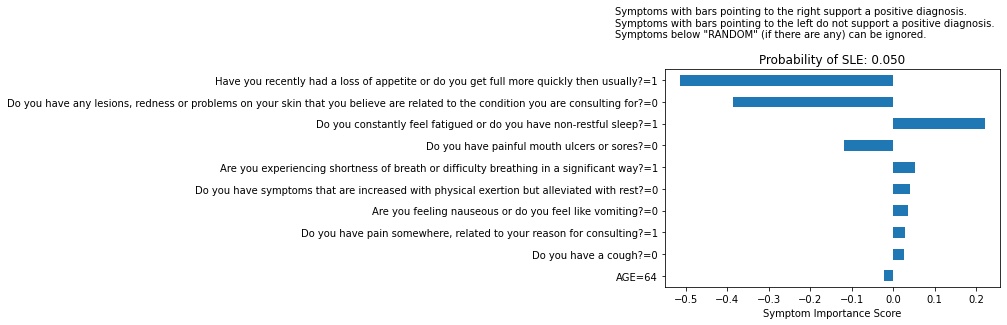 Symptoms with bars pointing to the right support a positive diagnosis.
Symptoms with bars pointing to the left do not support a positive diagnosis.
Symptoms below "RANDOM" (if there are any) can be ignored.
Probability of SLE: 0.050
Have you recently had a loss of appetite or do you get full more quickly then usually?=1
Do you have any lesions, redness or problems on your skin that you believe are related to the condition you are consulting for?=0
Do you constantly feel fatigued or do you have non-restful sleep?=1
Do you have painful mouth ulcers or sores?=0
Are you experiencing shortness of breath or difficulty breathing in a significant way?=1
Do you have symptoms that are increased with physical exertion but alleviated with rest?=0
Are you feeling nauseous or do you feel like vomiting?=0
Do you have pain somewhere, related to your reason for consulting?=1
Do you have a cough?=0
AGE=64
−0.5 −0.4 −0.3 −0.2 −0.1 0.0 0.1 0.2
Symptom Importance Score